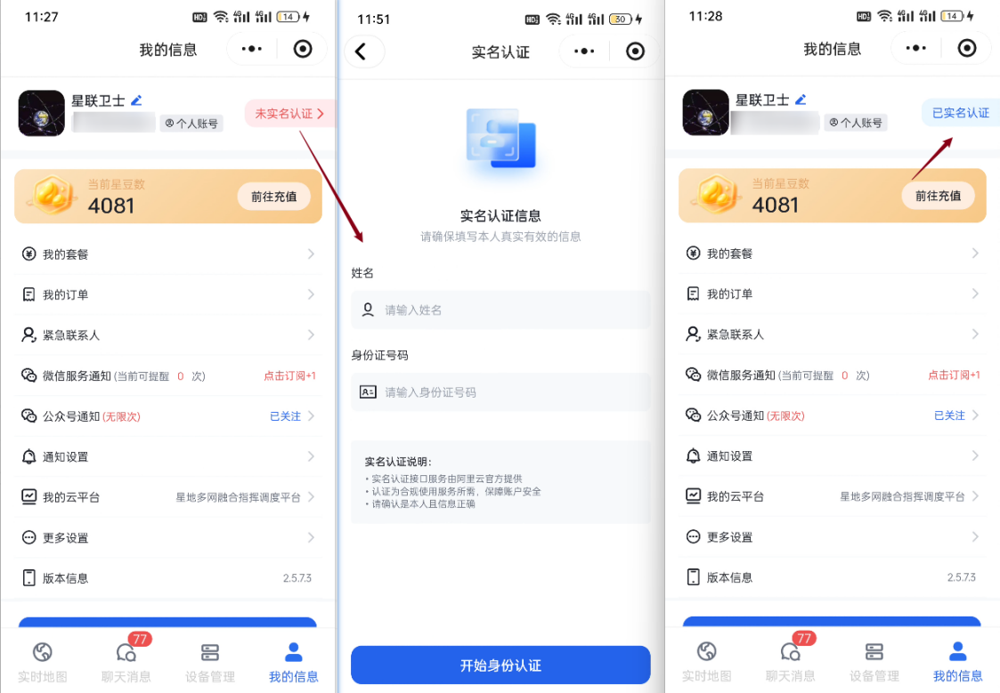 11:27
HD 4G 4G 14
我的信息
星联卫士
个人账号
未实名认证
当前星豆数
4081
前往充值
我的套餐
我的订单
紧急联系人
微信服务通知 (当前可提醒 0 次) 点击订阅+1
公众号通知(无限次) 已关注
通知设置
我的云平台 星地多网融合指挥调度平台
更多设置
版本信息 2.5.7.3
77
实时地图 聊天消息 设备管理 我的信息
11:51
HD 4G 4G 30
实名认证
实名认证信息
请确保填写本人真实有效的信息
姓名
请输入姓名
身份证号码
请输入身份证号码
实名认证说明:
• 实名认证接口服务由阿里云官方提供
• 认证为合规使用服务所需，保障账户安全
• 请确认是本人且信息正确
开始身份认证
11:28
HD 4G 4G 14
我的信息
星联卫士
个人账号
已实名认证
当前星豆数
4081
前往充值
我的套餐
我的订单
紧急联系人
微信服务通知 (当前可提醒 0 次) 点击订阅+1
公众号通知(无限次) 已关注
通知设置
我的云平台 星地多网融合指挥调度平台
更多设置
版本信息 2.5.7.3
77
实时地图 聊天消息 设备管理 我的信息